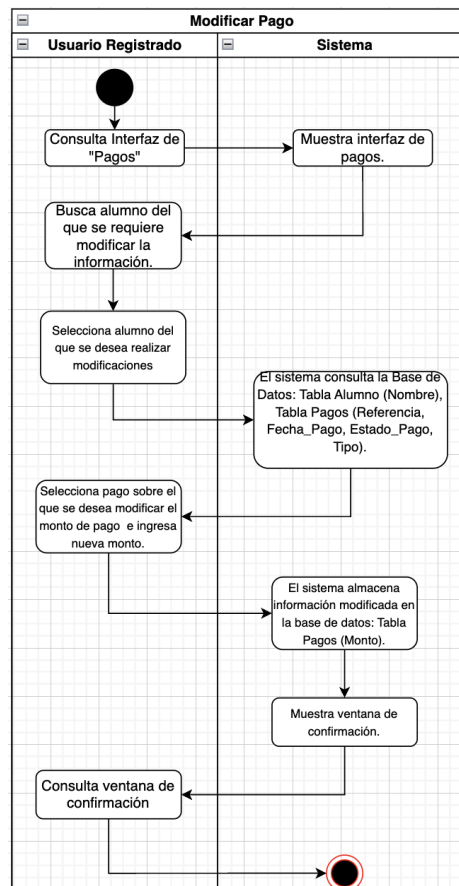 Modificar Pago
Usuario Registrado
Sistema
Consulta Interfaz de
"Pagos"
Muestra interfaz de
pagos.
Busca alumno del
que se requiere
modificar la
información.
Selecciona alumno del
que se desea realizar
modificaciones
El sistema consulta la Base de
Datos: Tabla Alumno (Nombre),
Tabla Pagos (Referencia,
Fecha_Pago, Estado_Pago,
Tipo).
Selecciona pago sobre el
que se desea modificar el
monto de pago e ingresa
nueva monto.
El sistema almacena
información modificada en
la base de datos: Tabla
Pagos (Monto).
Muestra ventana de
confirmación.
Consulta ventana de
confirmación